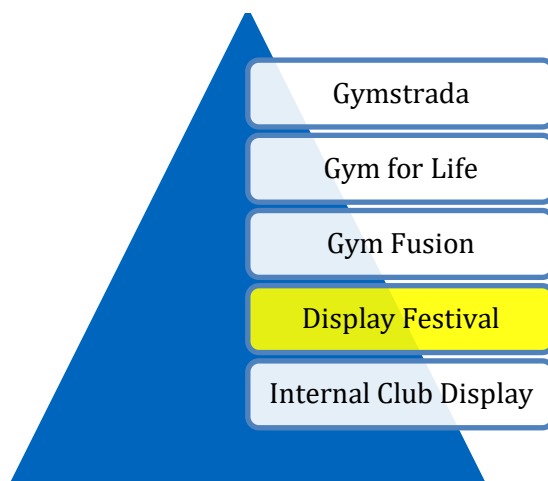 Gymstrada
Gym for Life
Gym Fusion
Display Festival
Internal Club Display